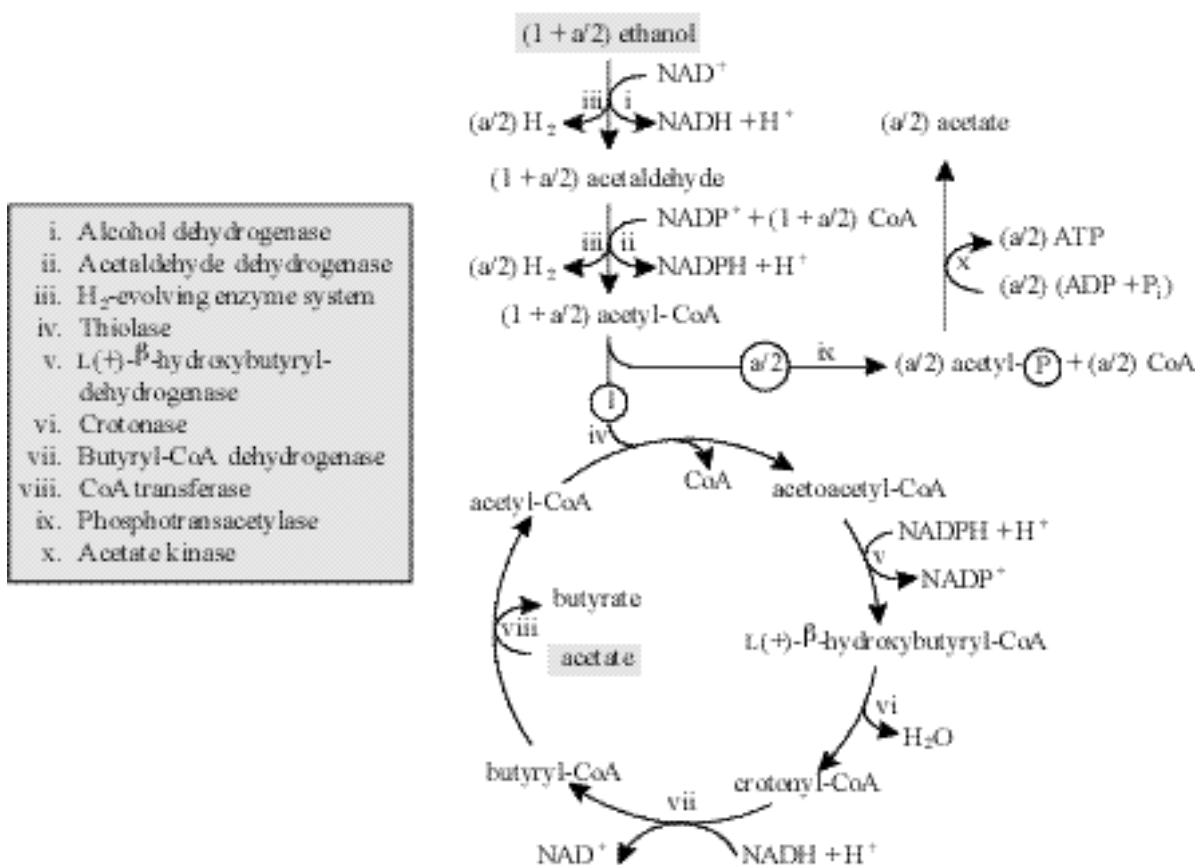 (1 + a/2) ethanol
NAD⁺
iii
i
(a/2) H₂
NADH + H⁺
(a/2) acetate
(1 + a/2) acetaldehyde
NADP⁺ + (1 + a/2) CoA
iii
ii
(a/2) H₂
NADPH + H⁺
(1 + a/2) acetyl-CoA
(a/2) ATP
x
(a/2) (ADP + Pᵢ)
a/2
ix
(a/2) acetyl-P + (a/2) CoA
1
iv
CoA
acetyl-CoA
acetoacetyl-CoA
NADPH + H⁺
v
NADP⁺
butyrate
viii
acetate
L(+)-β-hydroxybutyryl-CoA
vi
H₂O
butyryl-CoA
crotonyl-CoA
vii
NAD⁺
NADH + H⁺
i. Alcohol dehydrogenase
ii. Acetaldehyde dehydrogenase
iii. H₂-evolving enzyme system
iv. Thiolase
v. L(+)-β-hydroxybutyryl-
dehydrogenase
vi. Crotonase
vii. Butyryl-CoA dehydrogenase
viii. CoA transferase
ix. Phosphotransacetylase
x. Acetate kinase